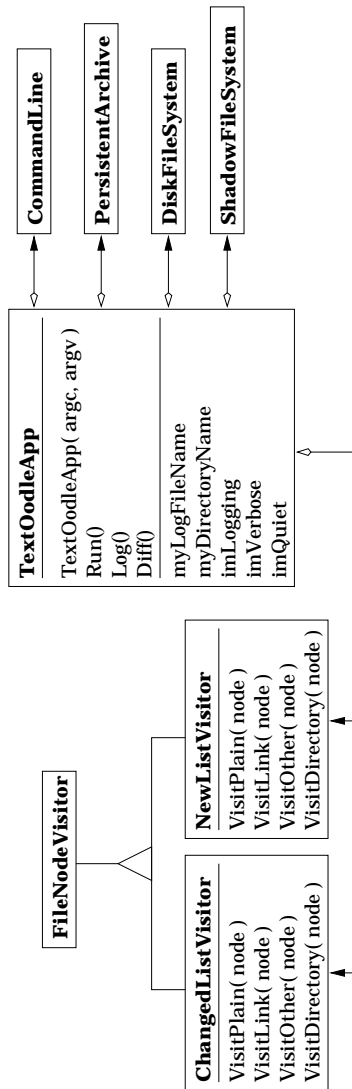 FileNodeVisitor
ChangedListVisitor
VisitPlain( node )
VisitLink( node )
VisitOther( node )
VisitDirectory( node )
NewListVisitor
VisitPlain( node )
VisitLink( node )
VisitOther( node )
VisitDirectory( node )
TextOodleApp
TextOodleApp( argc, argv )
Run()
Log()
Diff()
myLogFileName
myDirectoryName
imLogging
imVerbose
imQuiet
CommandLine
PersistentArchive
DiskFileSystem
ShadowFileSystem